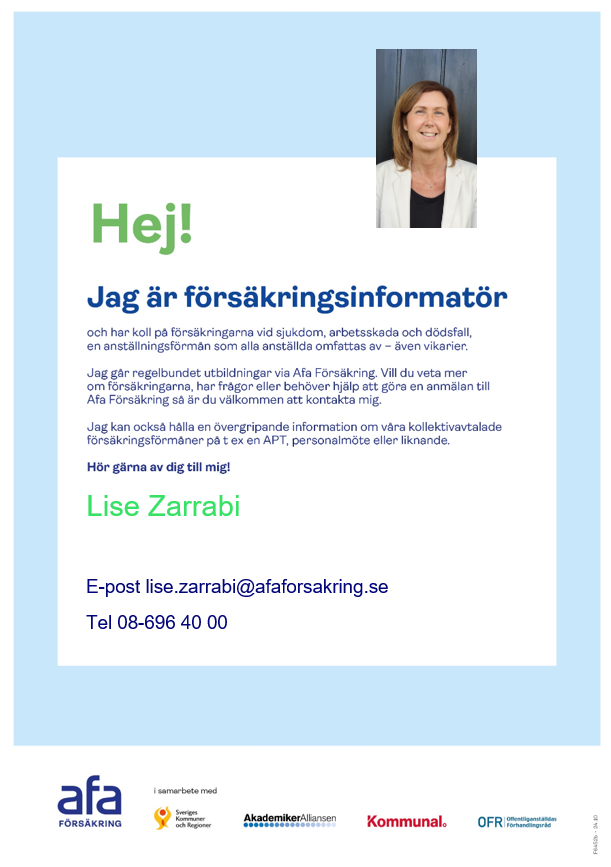 Hej!
Jag är försäkringsinformatör
och har koll på försäkringarna vid sjukdom, arbetsskada och dödsfall,
en anställningsförmån som alla anställda omfattas av – även vikarier.
Jag går regelbundet utbildningar via Afa Försäkring. Vill du veta mer
om försäkringarna, har frågor eller behöver hjälp att göra en anmälan till
Afa Försäkring så är du välkommen att kontakta mig.
Jag kan också hålla en övergripande information om våra kollektivavtalade
försäkringsförmåner på t ex en APT, personalmöte eller liknande.
Hör gärna av dig till mig!
Lise Zarrabi
E-post lise.zarrabi@afaforsakring.se
Tel 08-696 40 00
afa
FÖRSÄKRING
i samarbete med
Sveriges
Kommuner
och Regioner
AkademikerAlliansen
Kommunal.
OFR
Offentliganställdas
Förhandlingsråd